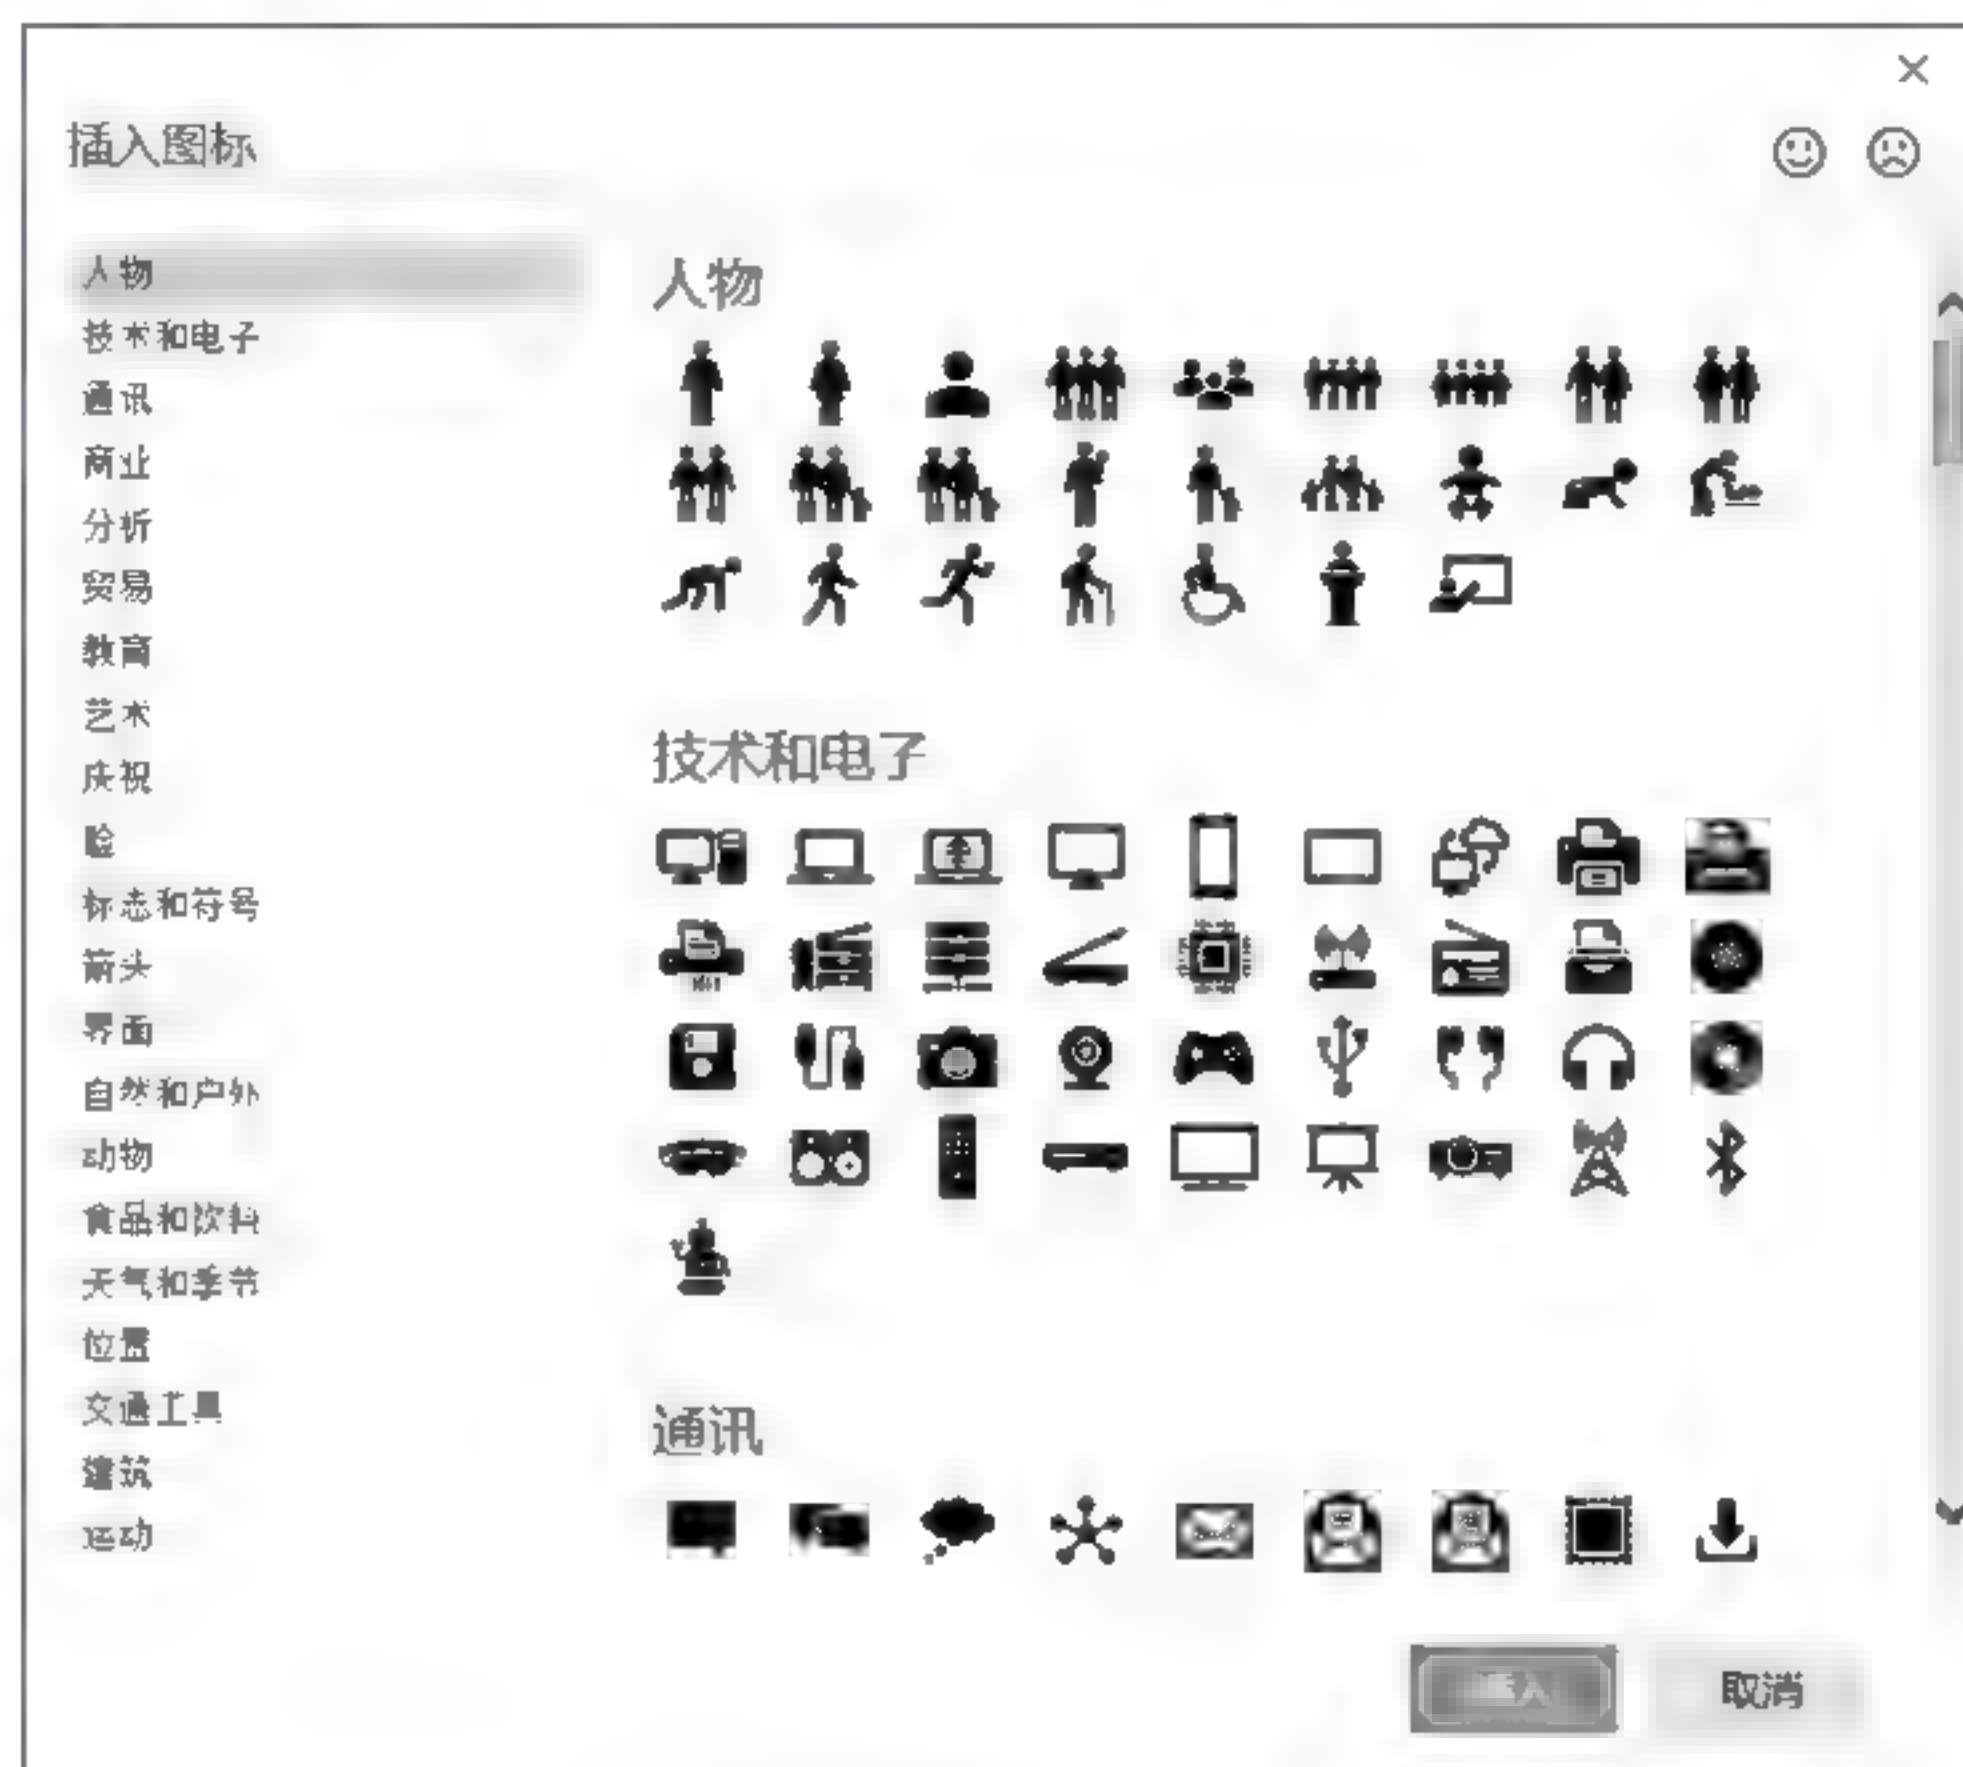 插入图标
人物
技术和电子
通讯
商业
分析
贸易
教育
艺术
庆祝
脸
标志和符号
箭头
界面
自然和户外
动物
食品和饮料
天气和季节
位置
交通工具
建筑
运动
人物
技术和电子
通讯
插入
取消